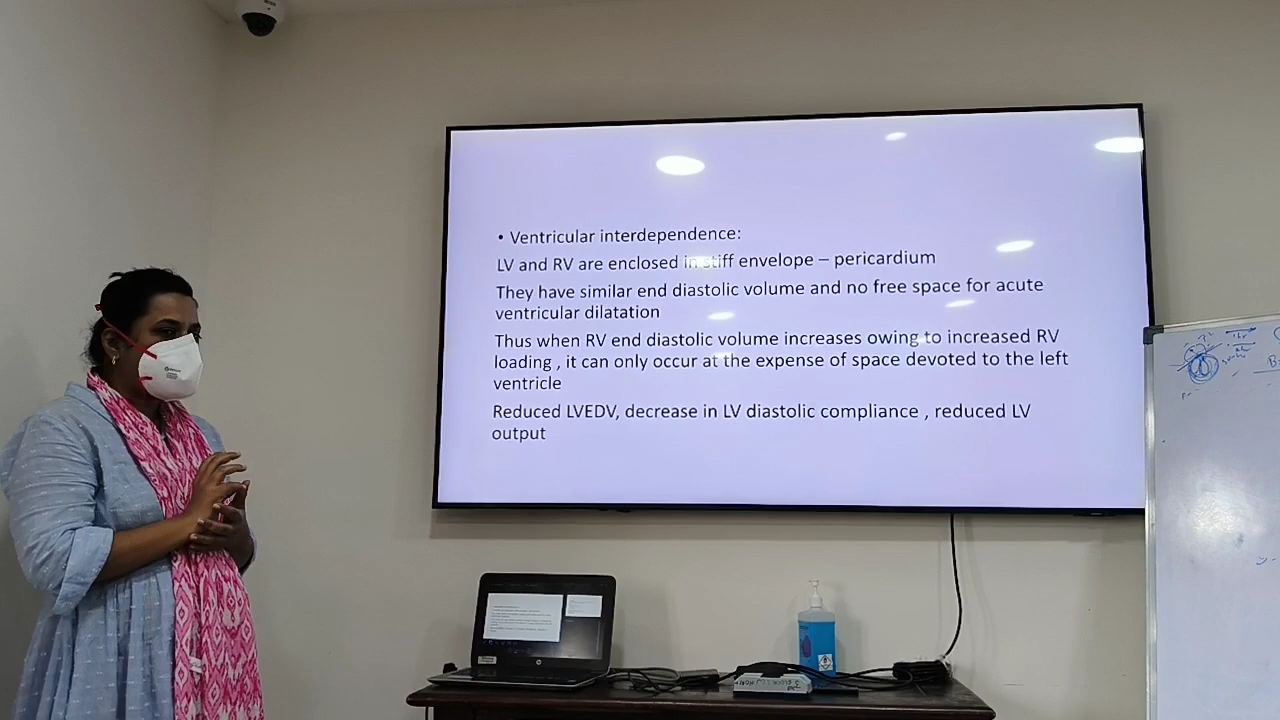 • Ventricular interdependence:
LV and RV are enclosed in stiff envelope – pericardium
They have similar end diastolic volume and no free space for acute
ventricular dilatation
Thus when RV end diastolic volume increases owing to increased RV
loading , it can only occur at the expense of space devoted to the left
ventricle
Reduced LVEDV, decrease in LV diastolic compliance , reduced LV
output